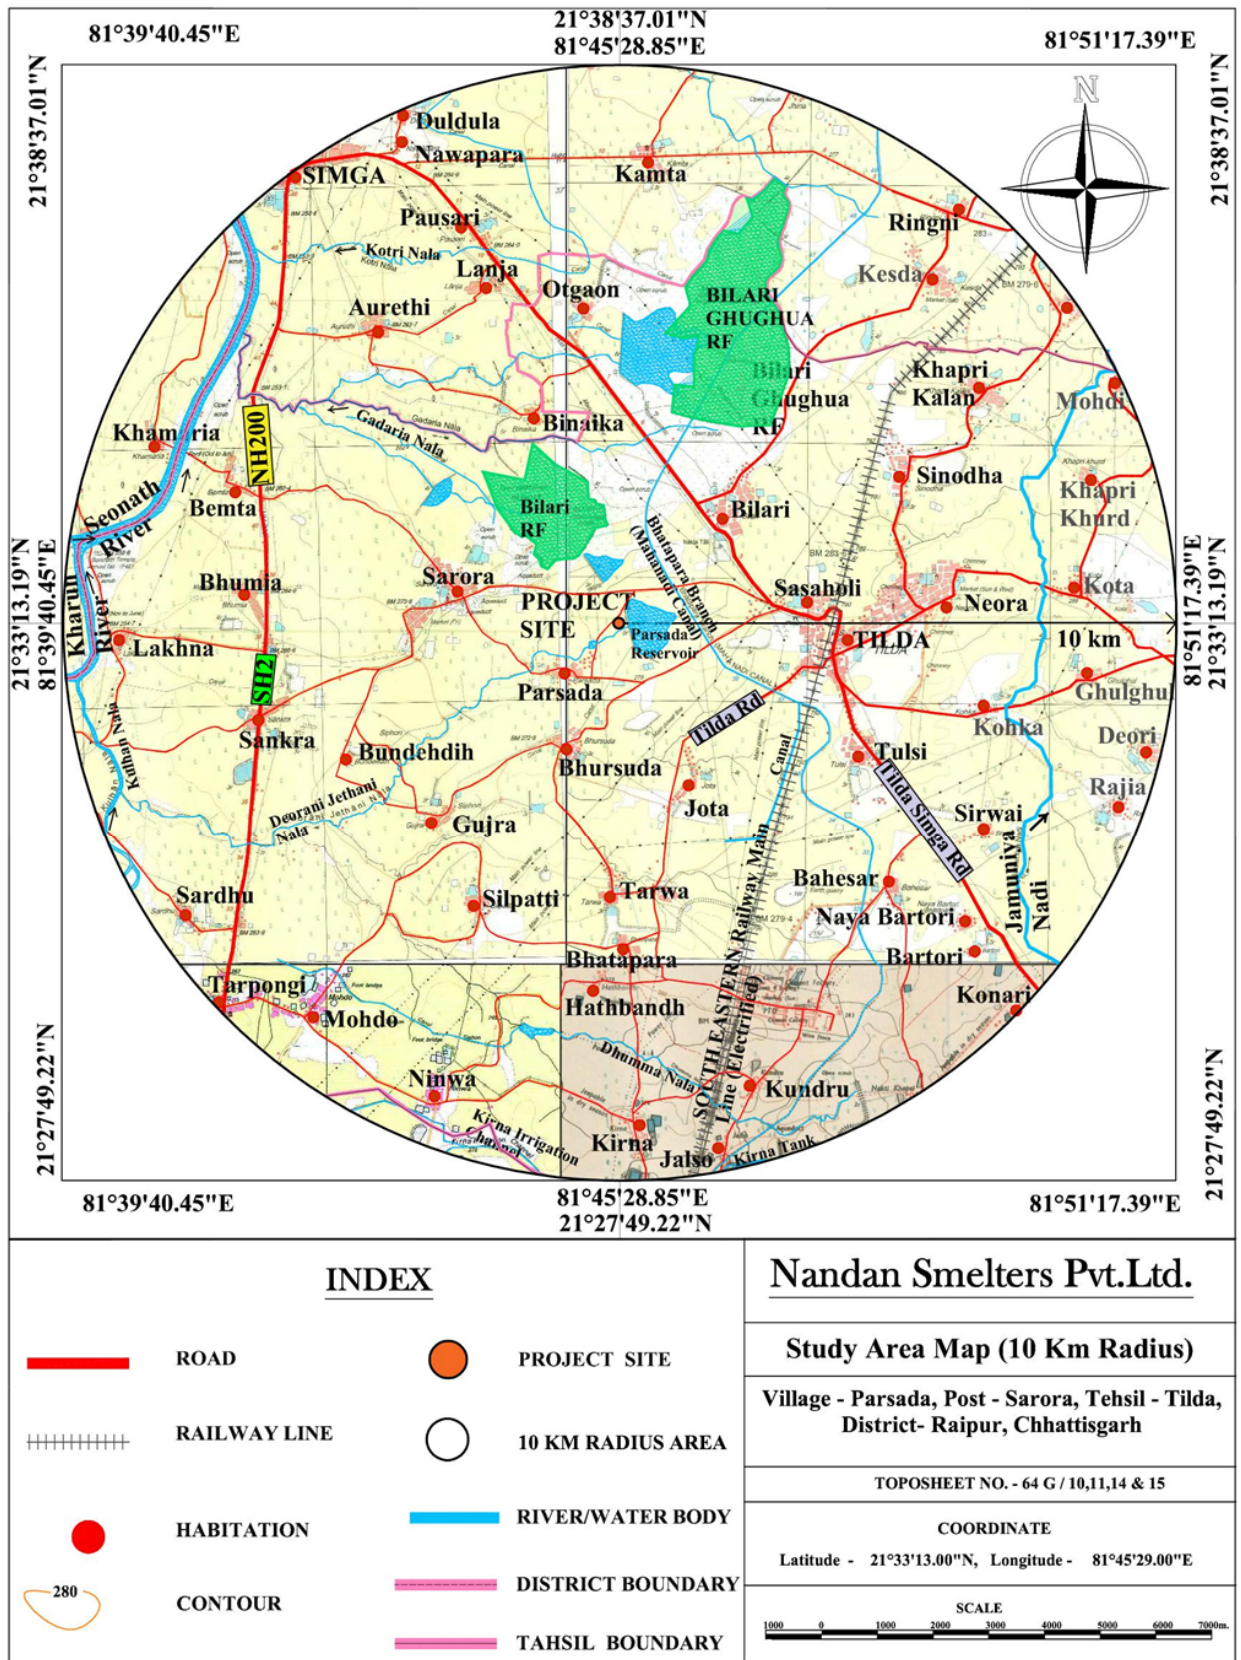 21°38'37.01"N
81°39'40.45"E
81°45'28.85"E
81°51'17.39"E
21°38'37.01"N
21°38'37.01"N
N
Duldula
Nawapara
SIMGA
Kamta
Pausari
Ringni
Kotri Nala
Kotri Nala
Lanja
Kesda
Otgaon
BILARI
GHUGHUA
RF
Aurethi
Bilari
Ghughua
RF
Khapri
Kalan
Mohdi
NH200
Gadaria Nala
Gadaria Nala
Binaika
Khamaria
Sinodha
Khapri
Khurd
Seonath
River
Bemta
Bilari
RF
Bilari
Bhatapara Branch
(Mahanadi Canal)
Bhumia
Sarora
Sasaholi
Kota
PROJECT
SITE
Neora
21°33'13.19"N
81°39'40.45"E
81°51'17.39"E
21°33'13.19"N
Kharun
River
Lakhna
Parsada
Reservoir
TILDA
TILDA
10 km
SH2
Parsada
(MAHANADI CANAL)
Ghulghul
Tilda Rd
Kulhan Nala
Sankra
Bundehdih
Bhursuda
Kohka
Deori
Tulsi
Canal
Jota
Rajia
Deorani Jethani
Nala
Gujra
Tilda Simga Rd
Sirwai
Sardhu
Silpatti
Tarwa
Bahesar
Jamuniya
Nadi
Naya Bartori
Bhatapara
Bartori
Tarpongi
Hathbandh
Konari
Mohdo
SOUTH EASTERN Railway Main
Line (Electrified)
Dhumma Nala
Ninwa
Kundru
Kirna Irrigation
Channel
Kirna
Jalso
Kirna Tank
21°27'49.22"N
21°27'49.22"N
81°39'40.45"E
81°45'28.85"E
81°51'17.39"E
21°27'49.22"N
INDEX
ROAD
PROJECT SITE
RAILWAY LINE
10 KM RADIUS AREA
HABITATION
RIVER/WATER BODY
280
CONTOUR
DISTRICT BOUNDARY
TAHSIL BOUNDARY
Nandan Smelters Pvt.Ltd.
Study Area Map (10 Km Radius)
Village - Parsada, Post - Sarora, Tehsil - Tilda,
District- Raipur, Chhattisgarh
TOPOSHEET NO. - 64 G / 10,11,14 & 15
COORDINATE
Latitude - 21°33'13.00"N, Longitude - 81°45'29.00"E
SCALE
1000 0 1000 2000 3000 4000 5000 6000 7000m.